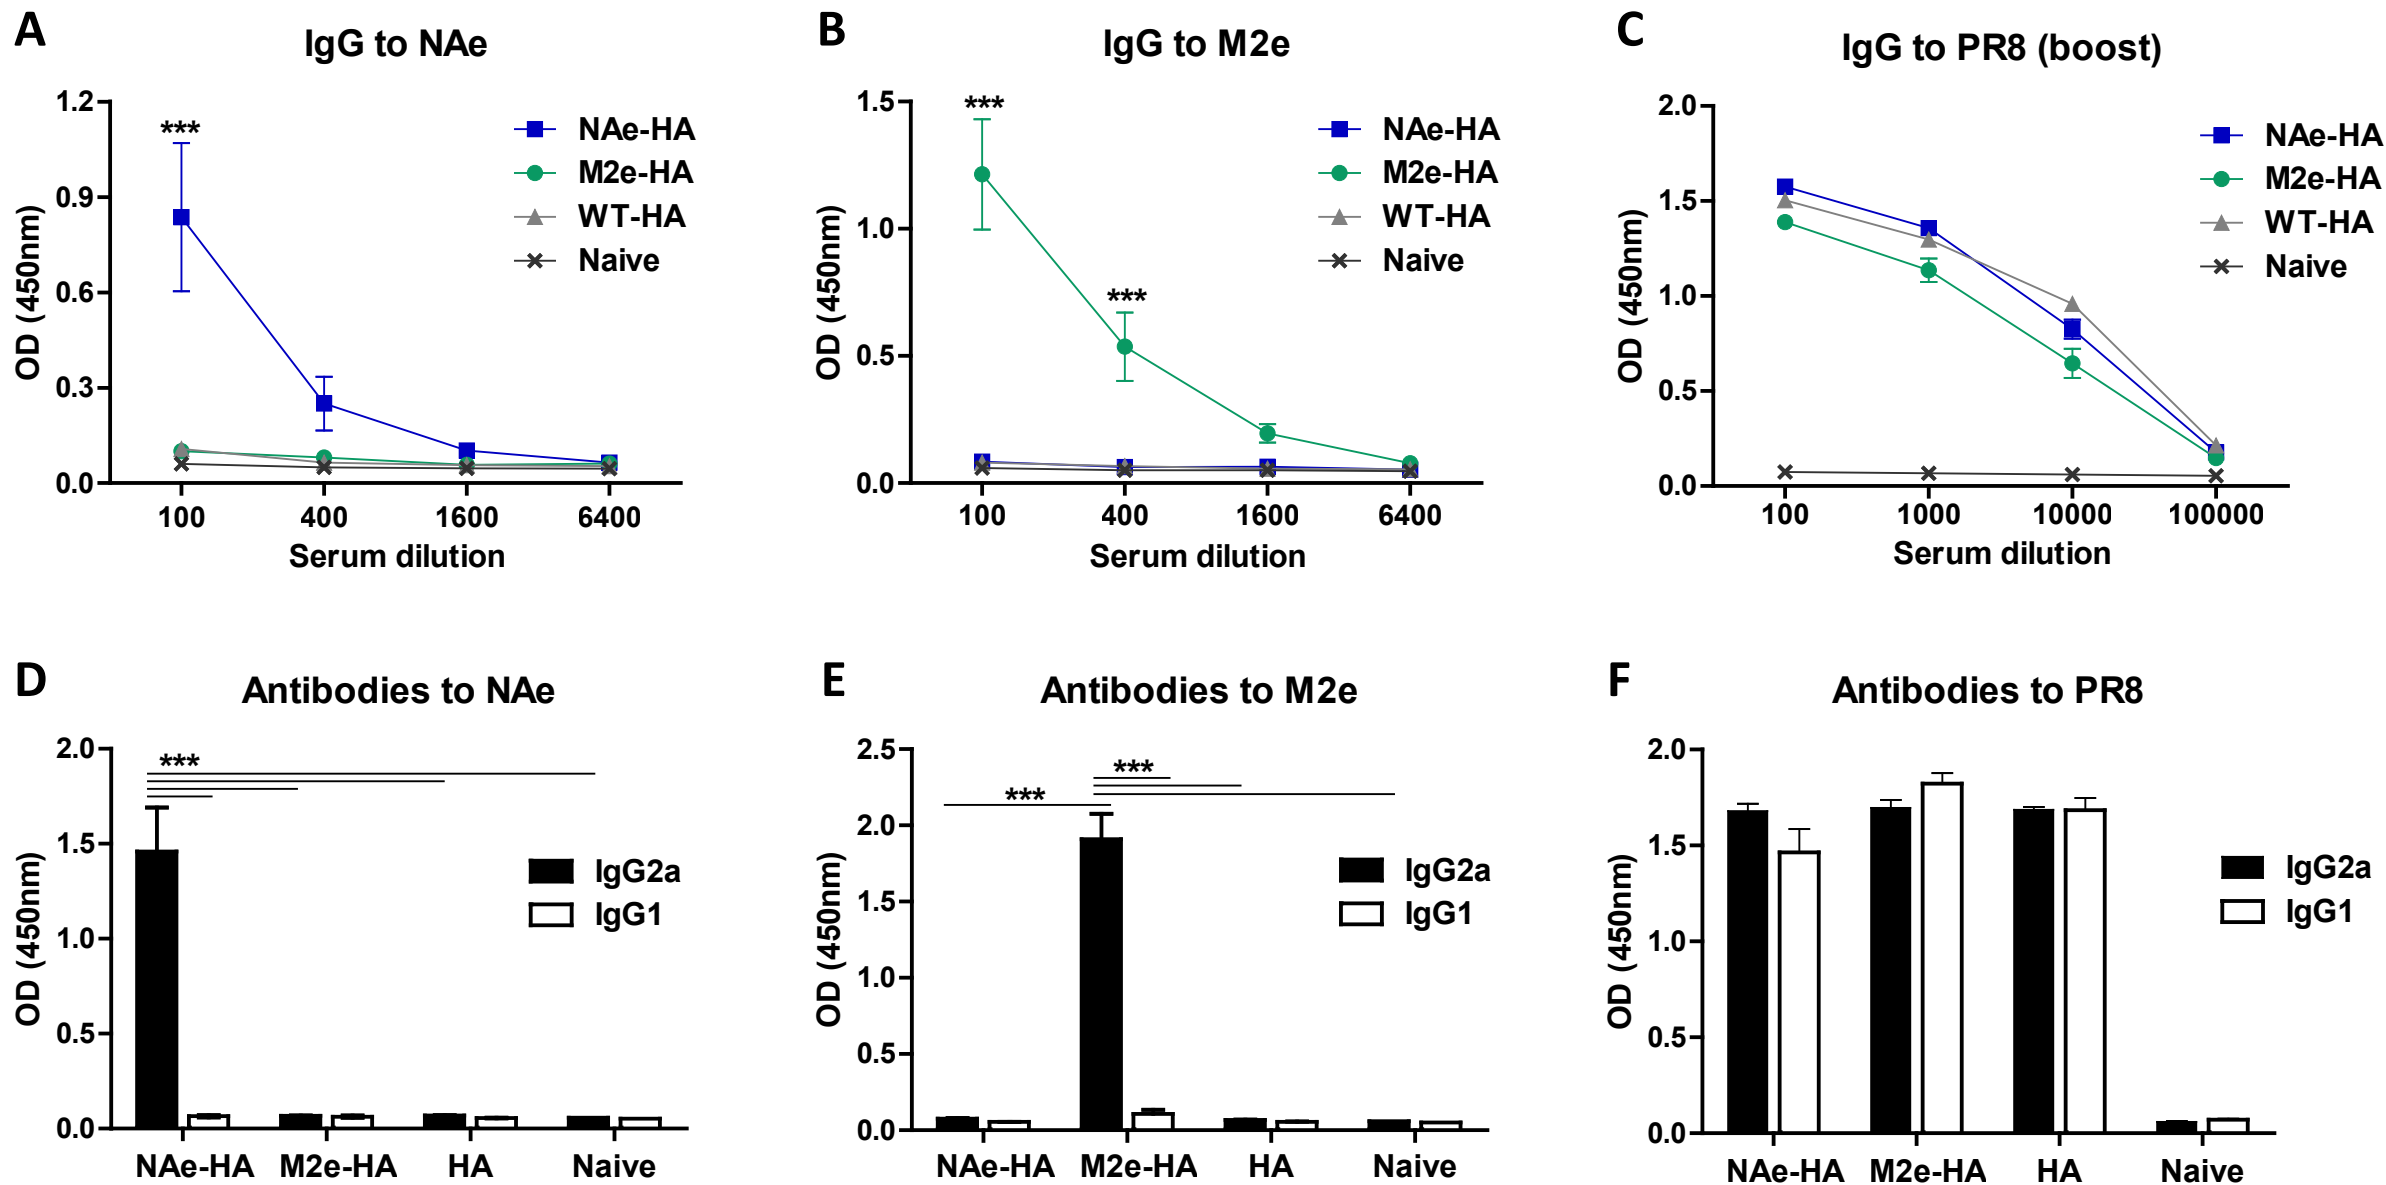 A
IgG to NAe
1.2
0.9
0.6
0.3
0.0
OD (450nm)
***
NAe-HA
M2e-HA
WT-HA
Naive
100 400 1600 6400
Serum dilution
B
IgG to M2e
1.5
1.0
0.5
0.0
OD (450nm)
***
***
NAe-HA
M2e-HA
WT-HA
Naive
100 400 1600 6400
Serum dilution
C
IgG to PR8 (boost)
2.0
1.5
1.0
0.5
0.0
OD (450nm)
NAe-HA
M2e-HA
WT-HA
Naive
100 1000 10000 100000
Serum dilution
D
Antibodies to NAe
2.0
1.5
1.0
0.5
0.0
OD (450nm)
***
IgG2a
IgG1
NAe-HA M2e-HA HA Naive
E
Antibodies to M2e
2.5
2.0
1.5
1.0
0.5
0.0
OD (450nm)
***
***
IgG2a
IgG1
NAe-HA M2e-HA HA Naive
F
Antibodies to PR8
2.0
1.5
1.0
0.5
0.0
OD (450nm)
IgG2a
IgG1
NAe-HA M2e-HA HA Naive